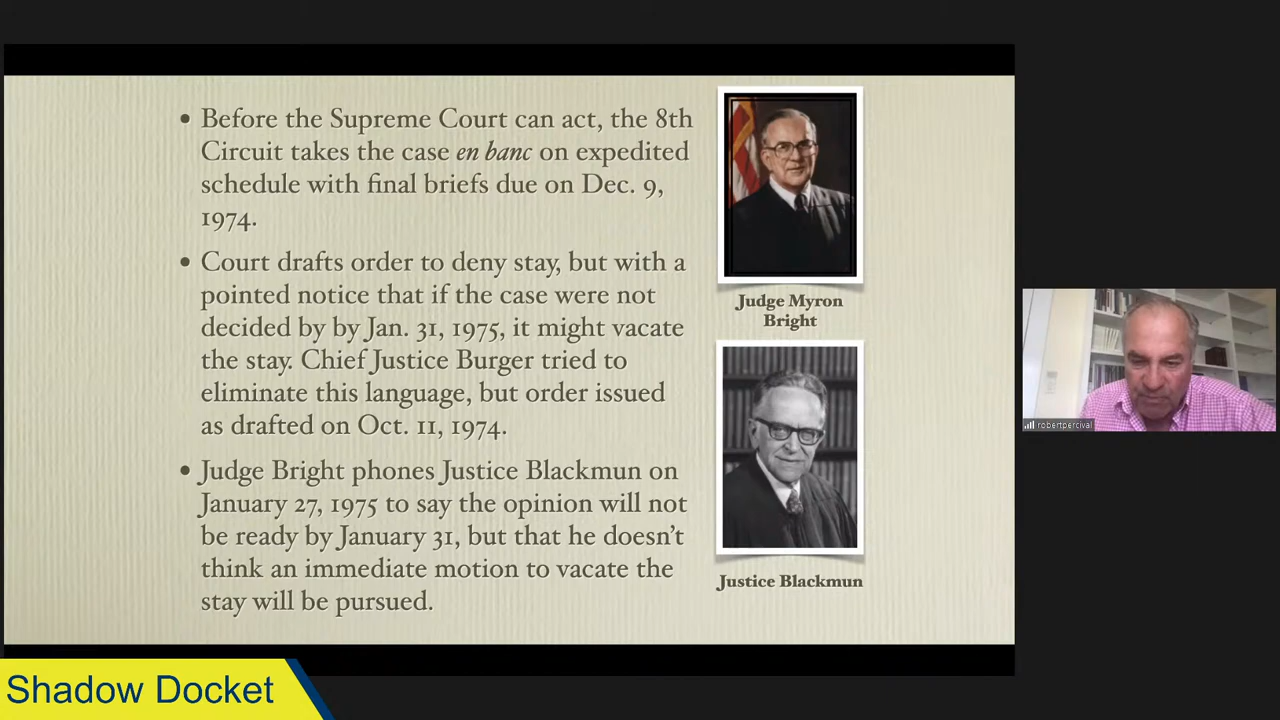 • Before the Supreme Court can act, the 8th
Circuit takes the case en banc on expedited
schedule with final briefs due on Dec. 9,
1974.
• Court drafts order to deny stay, but with a
pointed notice that if the case were not
decided by by Jan. 31, 1975, it might vacate
the stay. Chief Justice Burger tried to
eliminate this language, but order issued
as drafted on Oct. 11, 1974.
• Judge Bright phones Justice Blackmun on
January 27, 1975 to say the opinion will not
be ready by January 31, but that he doesn't
think an immediate motion to vacate the
stay will be pursued.
Judge Myron
Bright
Justice Blackmun
robertpercival
Shadow Docket